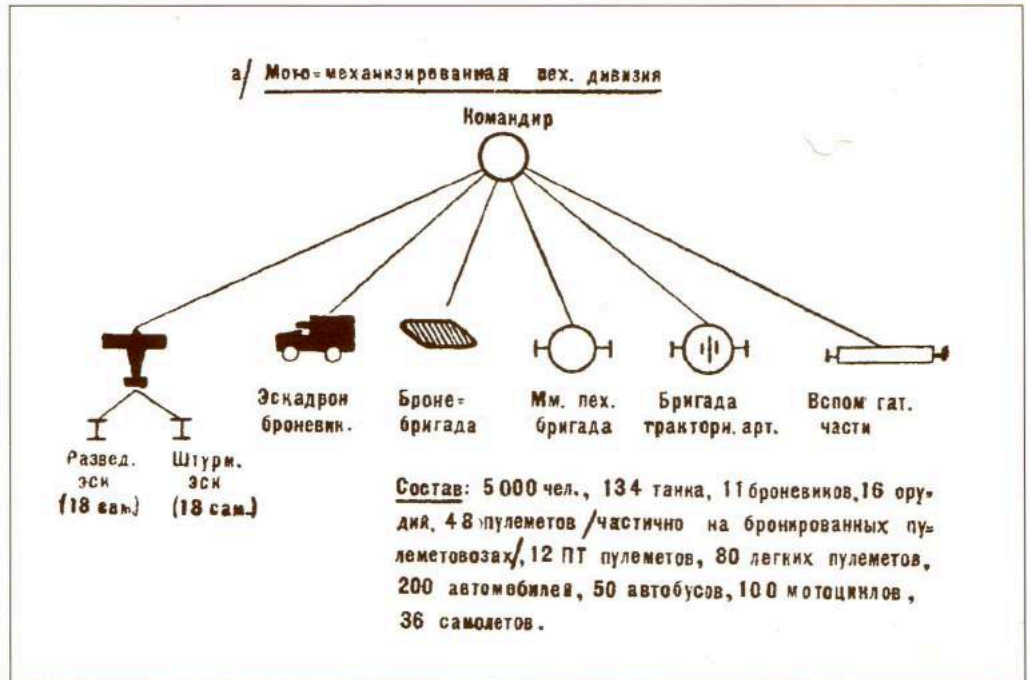 а/ Мото=механизированная пех. дивизия
Командир
Эскадрон
броневик.
Броне=
бригада
Мм. пех.
бригада
Бригада
трактори. арт.
Вспомогат.
части
Развед.
эск
(18 сам.)
Штурм.
эск
(18 сам.)
Состав: 5000 чел., 134 танка, 11 броневиков, 16 ору-
дий, 48 пулеметов /частично на бронированных пу=
леметовозах/, 12 ПТ пулеметов, 80 легких пулеметов,
200 автомобилей, 50 автобусов, 100 мотоциклов,
36 самолетов.